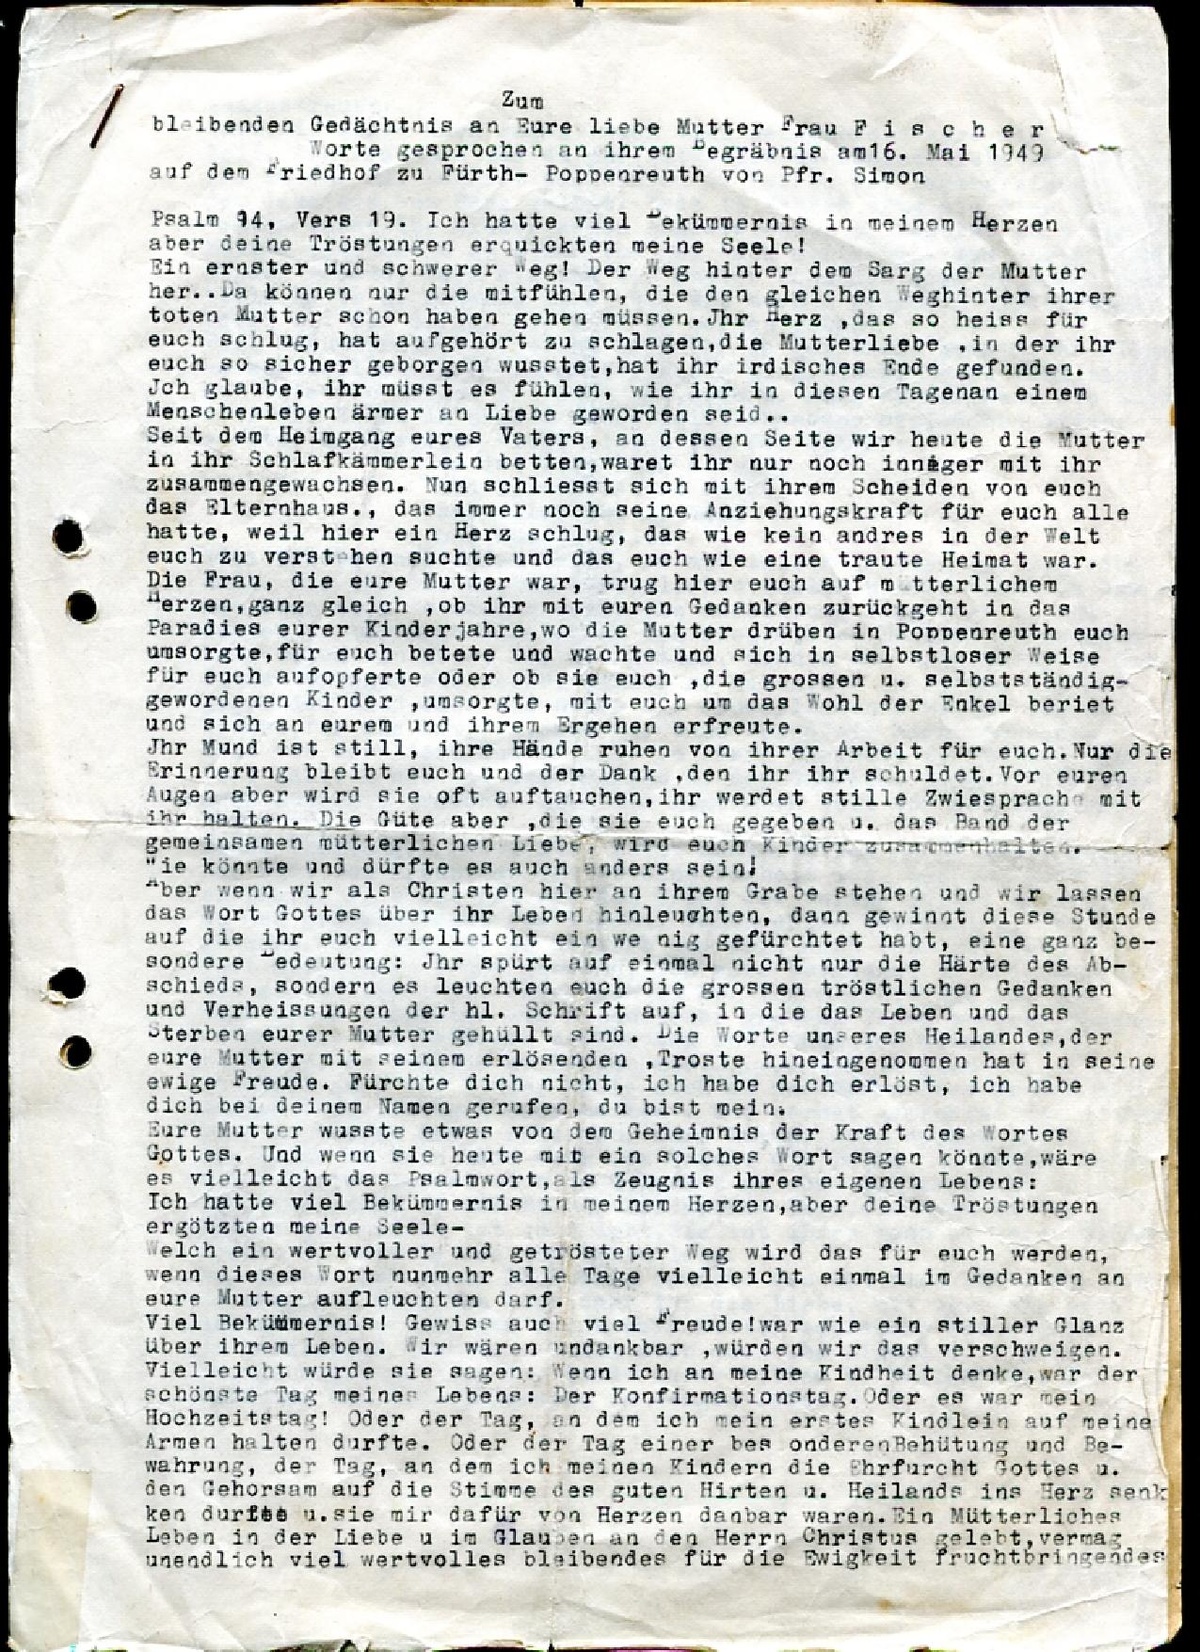 Zum
bleibenden Gedächtnis an Eure liebe Mutter Frau F i s c h e r
Worte gesprochen an ihrem Begräbnis am16. Mai 1949
auf dem Friedhof zu Fürth- Poppenreuth von Pfr. Simon
Psalm 94, Vers 19. Ich hatte viel Bekümmernis in meinem Herzen
aber deine Tröstungen erquickten meine Seele!
Ein ernster und schwerer Weg! Der Weg hinter dem Sarg der Mutter
her..Da können nur die mitfühlen, die den gleichen Weghinter ihrer
toten Mutter schon haben gehen müssen.Jhr Herz ,das so heiss für
euch schlug, hat aufgehört zu schlagen,die Mutterliebe ,in der ihr
euch so sicher geborgen wusstet,hat ihr irdisches Ende gefunden.
Jch glaube, ihr müsst es fühlen, wie ihr in diesen Tagenan einem
Menschenleben ärmer an Liebe geworden seid..
Seit dem Heimgang eures Vaters, an dessen Seite wir heute die Mutter
in ihr Schlafkämmerlein betten,waret ihr nur noch inniger mit ihr
zusammengewachsen. Nun schliesst sich mit ihrem Scheiden von euch
das Elternhaus., das immer noch seine Anziehungskraft für euch alle
hatte, weil hier ein Herz schlug, das wie kein andres in der Welt
euch zu verstehen suchte und das euch wie eine traute Heimat war.
Die Frau, die eure Mutter war, trug hier euch auf mütterlichem
Herzen,ganz gleich ,ob ihr mit euren Gedanken zurückgeht in das
Paradies eurer Kinderjahre,wo die Mutter drüben in Poppenreuth euch
umsorgte,für euch betete und wachte und sich in selbstloser Weise
für euch aufopferte oder ob sie euch ,die grossen u. selbstständig-
gewordenen Kinder ,umsorgte, mit euch um das Wohl der Enkel beriet
und sich an eurem und ihrem Ergehen erfreute.
Jhr Mund ist still, ihre Hände ruhen von ihrer Arbeit für euch.Nur die
Erinnerung bleibt euch und der Dank ,den ihr ihr schuldet.Vor euren
Augen aber wird sie oft auftauchen,ihr werdet stille Zwiesprache mit
ihr halten. Die Güte aber ,die sie euch gegeben u. das Band der
gemeinsamen mütterlichen Liebe, wird euch Kinder zusammenhalten.
Wie könnte und dürfte es auch anders sein!
Aber wenn wir als Christen hier an ihrem Grabe stehen und wir lassen
das Wort Gottes über ihr Leben hinleuchten, dann gewinnt diese Stunde
auf die ihr euch vielleicht ein we nig gefürchtet habt, eine ganz be-
sondere Bedeutung: Jhr spürt auf einmal nicht nur die Härte des Ab-
schieds, sondern es leuchten euch die grossen tröstlichen Gedanken
und Verheissungen der hl. Schrift auf, in die das Leben und das
Sterben eurer Mutter gehüllt sind. Die Worte unseres Heilandes,der
eure Mutter mit seinem erlösenden ,Troste hineingenommen hat in seine
ewige Freude. Fürchte dich nicht, ich habe dich erlöst, ich habe
dich bei deinem Namen gerufen, du bist mein.
Eure Mutter wusste etwas von dem Geheimnis der Kraft des Wortes
Gottes. Und wenn sie heute mit ein solches Wort sagen könnte,wäre
es vielleicht das Psalmwort,als Zeugnis ihres eigenen Lebens:
Ich hatte viel Bekümmernis in meinem Herzen,aber deine Tröstungen
ergötzten meine Seele-
Welch ein wertvoller und getrösteter Weg wird das für euch werden,
wenn dieses Wort nunmehr alle Tage vielleicht einmal im Gedanken an
eure Mutter aufleuchten darf.
Viel Bekümmernis! Gewiss auch viel Freude!war wie ein stiller Glanz
über ihrem Leben. Wir wären undankbar ,würden wir das verschweigen.
Vielleicht würde sie sagen: Wenn ich an meine Kindheit denke,war der
schönste Tag meines Lebens: Der Konfirmationstag.Oder es war mein
Hochzeitstag! Oder der Tag, an dem ich mein erstes Kindlein auf meine
Armen halten durfte. Oder der Tag einer bes onderenBehütung und Be-
wahrung, der Tag, an dem ich meinen Kindern die Ehrfurcht Gottes u.
den Gehorsam auf die Stimme des guten Hirten u. Heilands ins Herz senk
ken durfte u.sie mir dafür von Herzen danbar waren.Ein Mütterliches
Leben in der Liebe u im Glauben an den Herrn Christus gelebt,vermag
unendlich viel wertvolles bleibendes für die Ewigkeit fruchtbringendes